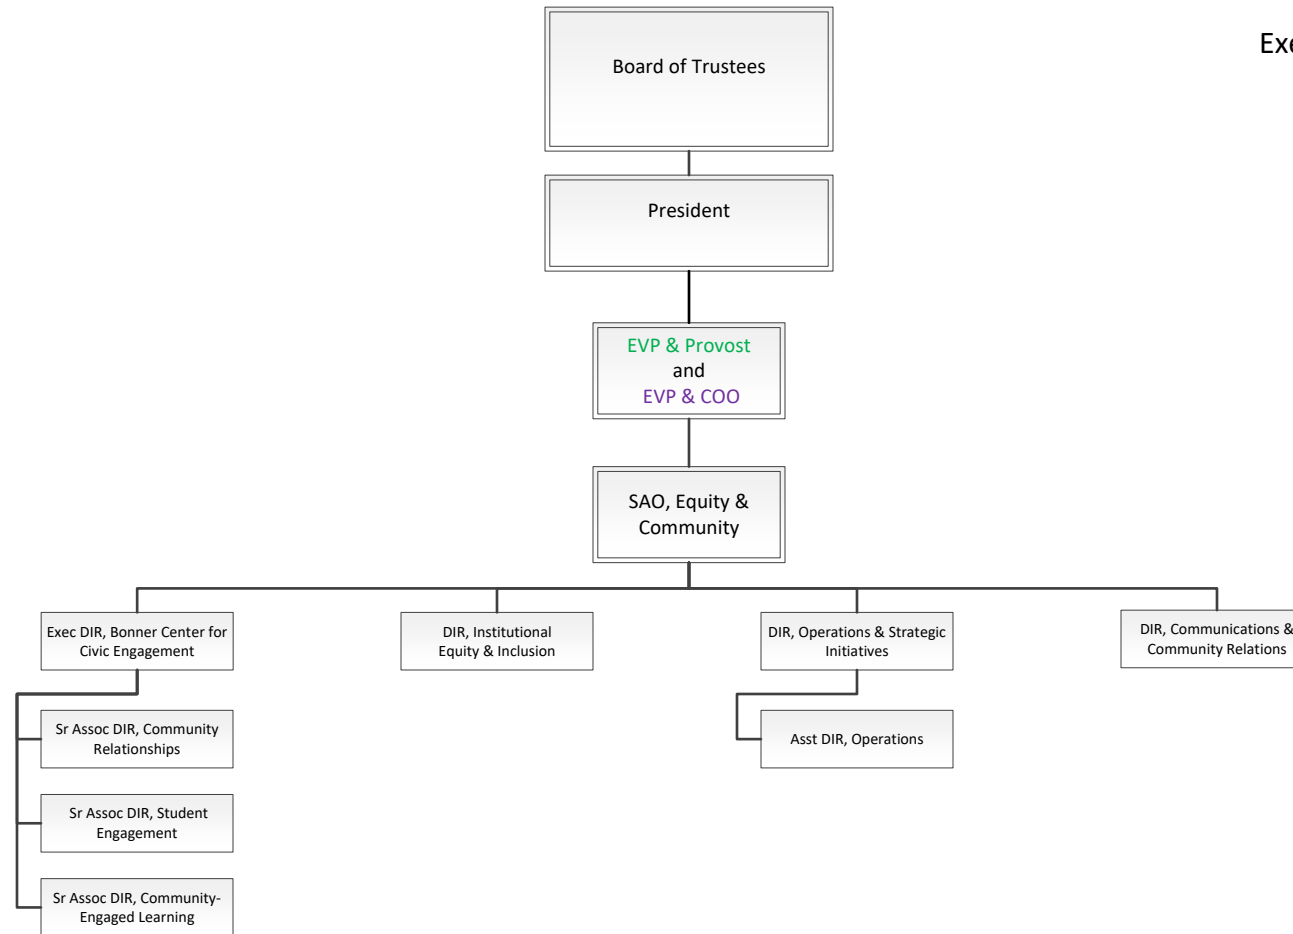 Board of Trustees
President
EVP & Provost
and
EVP & COO
SAO, Equity &
Community
Exec DIR, Bonner Center for
Civic Engagement
DIR, Institutional
Equity & Inclusion
DIR, Operations & Strategic
Initiatives
DIR, Communications &
Community Relations
Sr Assoc DIR, Community
Relationships
Asst DIR, Operations
Sr Assoc DIR, Student
Engagement
Sr Assoc DIR, Community-
Engaged Learning